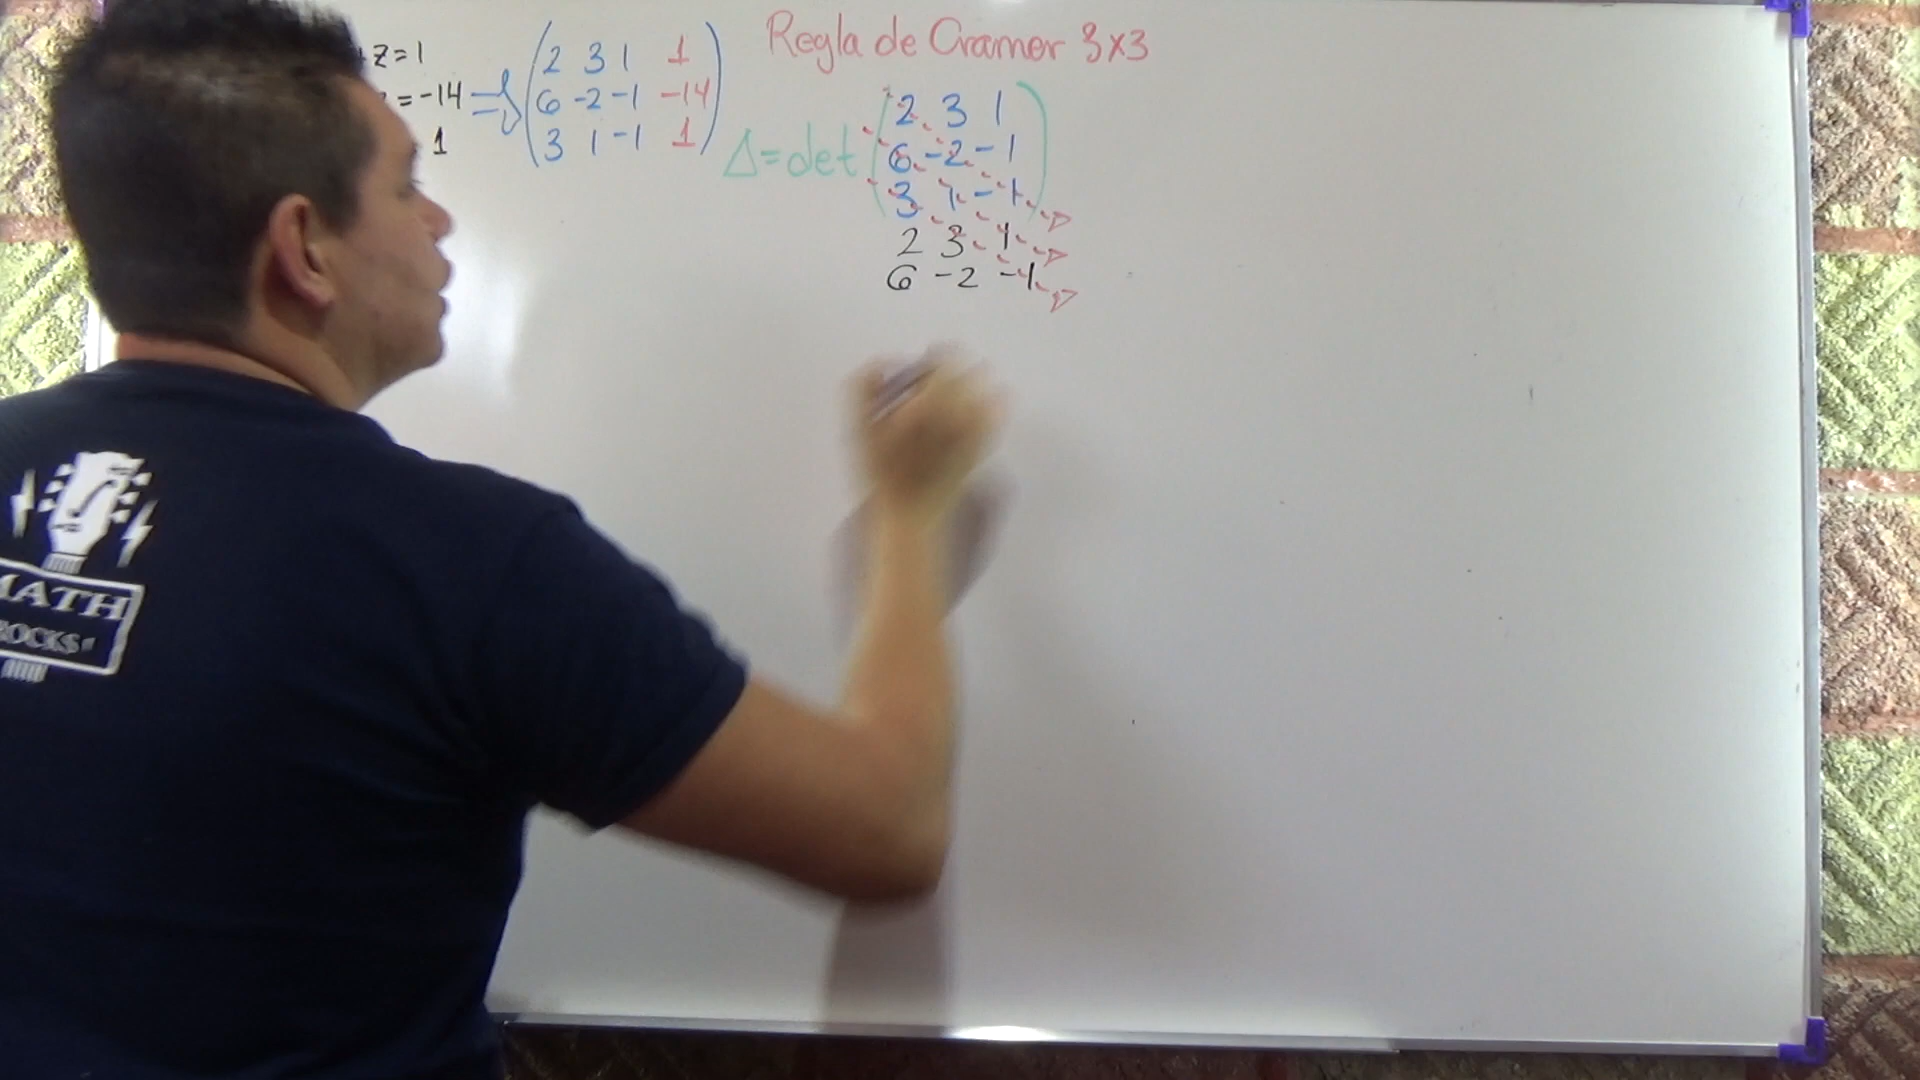 Regla de Cramer 3x3
z=1
=-14
1
⇒
2 3 1 1
6 -2 -1 -14
3 1 -1 1
Δ=det
2 3 1
6 -2 -1
3 1 -1
2 3 1
6 -2 -1
MATH
ROCKS